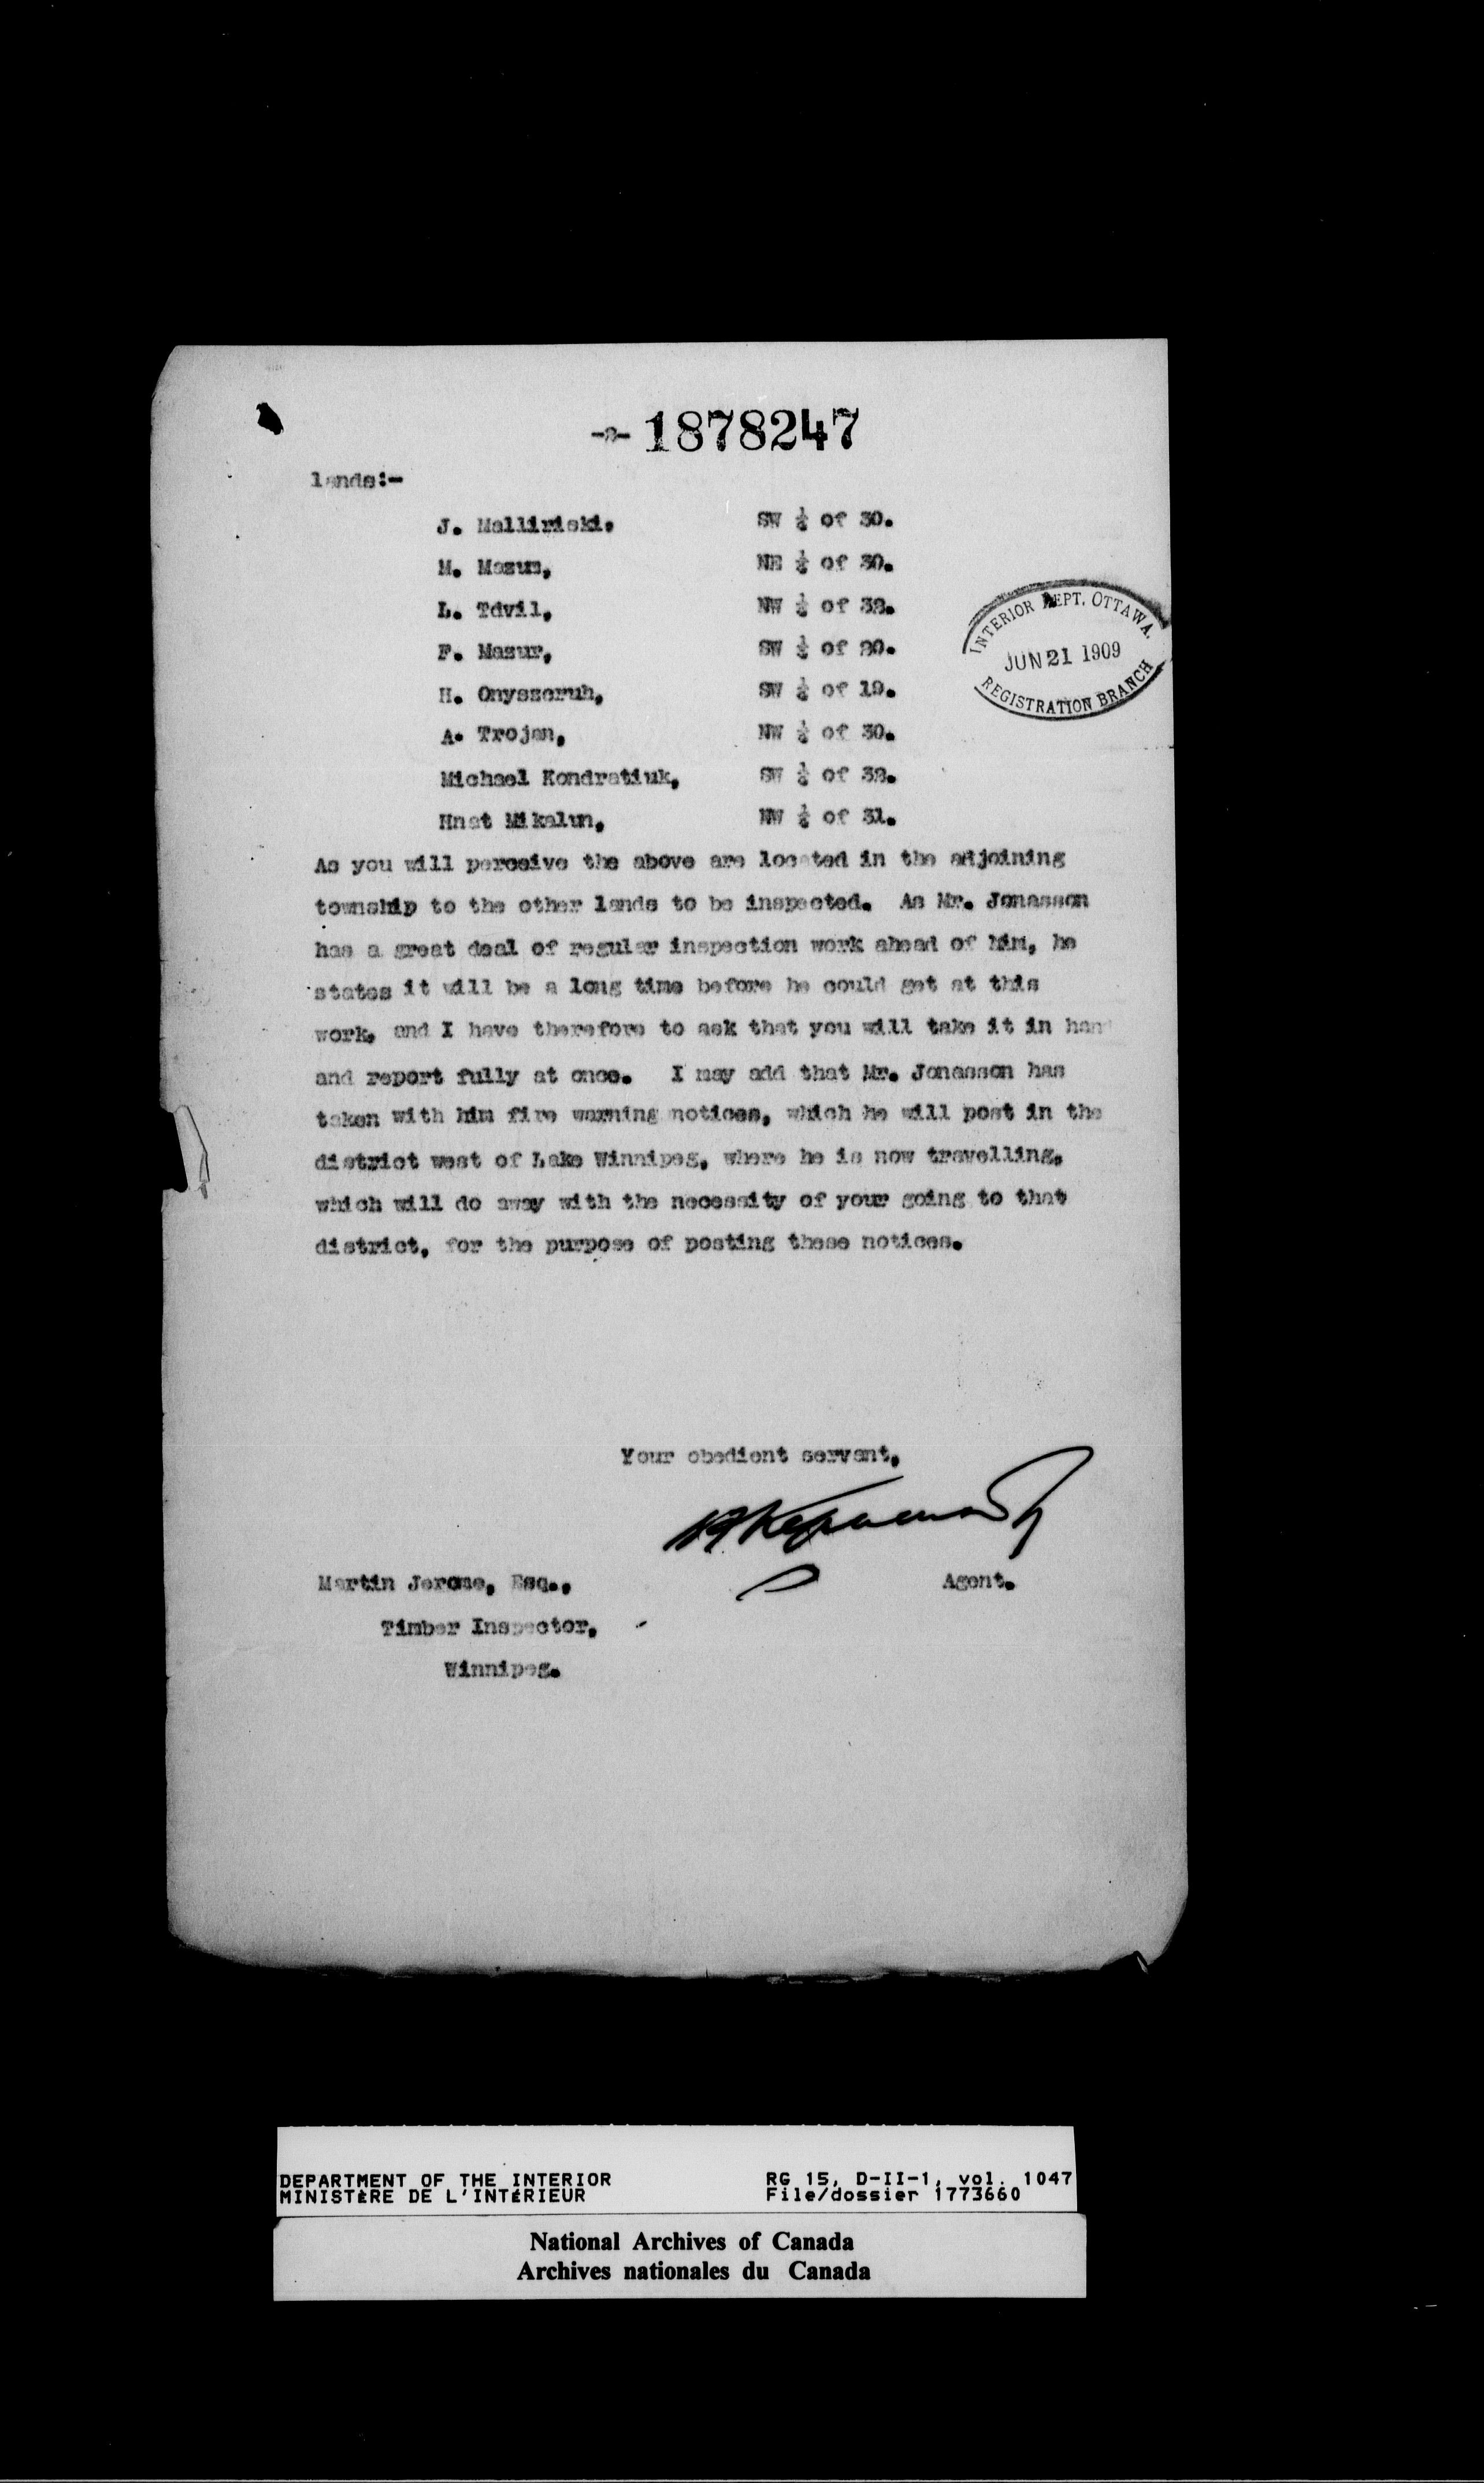 -2- 1878247
lands:-
J. Malliriski. SW ¼ of 30.
M. Mazur, NE ¼ of 30.
L. Tdvil, NW ¼ of 32.
F. Mazur, SW ¼ of 20.
H. Onyszcruh, SW ¼ of 19.
A. Trojan, NW ¼ of 30.
Michael Kondratiuk, SW ¼ of 32.
Hnat Mikalun, NW ¼ of 31.
INTERIOR DEPT. OTTAWA.
JUN 21 1909
REGISTRATION BRANCH
As you will perceive the above are located in the adjoining
township to the other lands to be inspected. As Mr. Jonasson
has a great deal of regular inspection work ahead of him, he
states it will be a long time before he could get at this
work, and I have therefore to ask that you will take it in hand
and report fully at once. I may add that Mr. Jonasson has
taken with him fire warning notices, which he will post in the
district west of Lake Winnipeg, where he is now travelling,
which will do away with the necessity of your going to that
district, for the purpose of posting these notices.
Your obedient servant,
Agent.
Martin Jerome, Esq.,
Timber Inspector,
Winnipeg.
DEPARTMENT OF THE INTERIOR RG 15, D-II-1, vol. 1047
MINISTÈRE DE L'INTÉRIEUR File/dossier 1773660
National Archives of Canada
Archives nationales du Canada